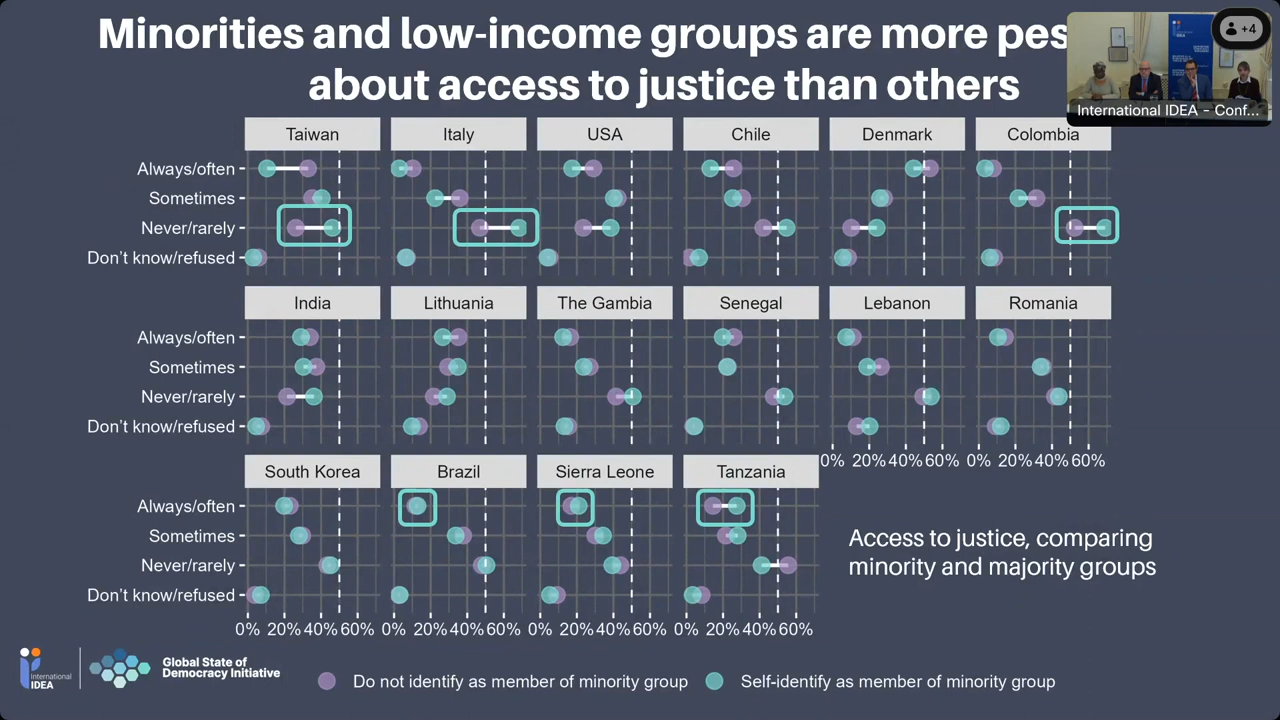 Minorities and low-income groups are more pes
about access to justice than others
+4
International IDEA - Conf...
Taiwan
Italy
USA
Chile
Denmark
Colombia
Always/often
Sometimes
Never/rarely
Don't know/refused
India
Lithuania
The Gambia
Senegal
Lebanon
Romania
Always/often
Sometimes
Never/rarely
Don't know/refused
0% 20% 40% 60%
0% 20% 40% 60%
South Korea
Brazil
Sierra Leone
Tanzania
Always/often
Sometimes
Never/rarely
Don't know/refused
0% 20% 40% 60%
0% 20% 40% 60%
0% 20% 40% 60%
0% 20% 40% 60%
Access to justice, comparing
minority and majority groups
International
IDEA
Global State of
Democracy Initiative
Do not identify as member of minority group
Self-identify as member of minority group